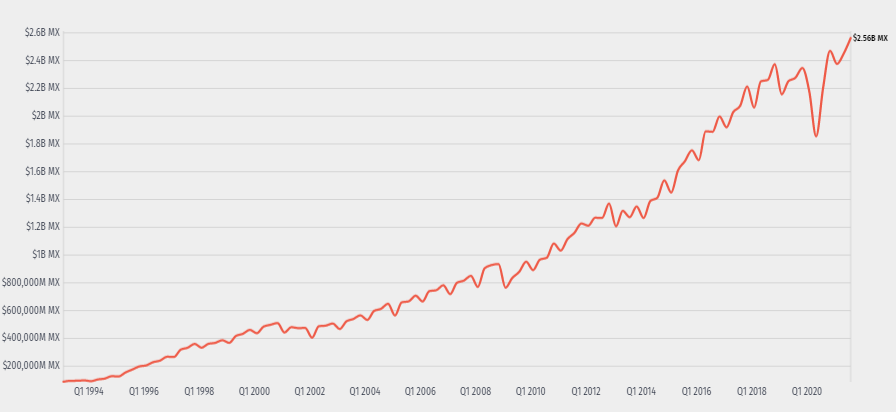 $2.6B MX
$2.56B MX
$2.4B MX
$2.2B MX
$2B MX
$1.8B MX
$1.6B MX
$1.4B MX
$1.2B MX
$1B MX
$800,000M MX
$600,000M MX
$400,000M MX
$200,000M MX
Q1 1994 Q1 1996 Q1 1998 Q1 2000 Q1 2002 Q1 2004 Q1 2006 Q1 2008 Q1 2010 Q1 2012 Q1 2014 Q1 2016 Q1 2018 Q1 2020